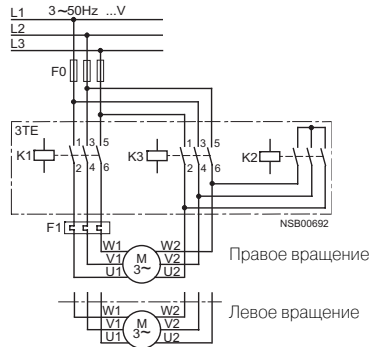 L1 3~50Hz ...V
L2
L3
F0
3TE
1 3 5
1 3 5
K1
K3
K2
2 4 6
2 4 6
NSB00692
F1
W1 W2
V1 M 3~ V2
U1 U2
Правое вращение
W1 W2
V1 M 3~ V2
U1 U2
Левое вращение